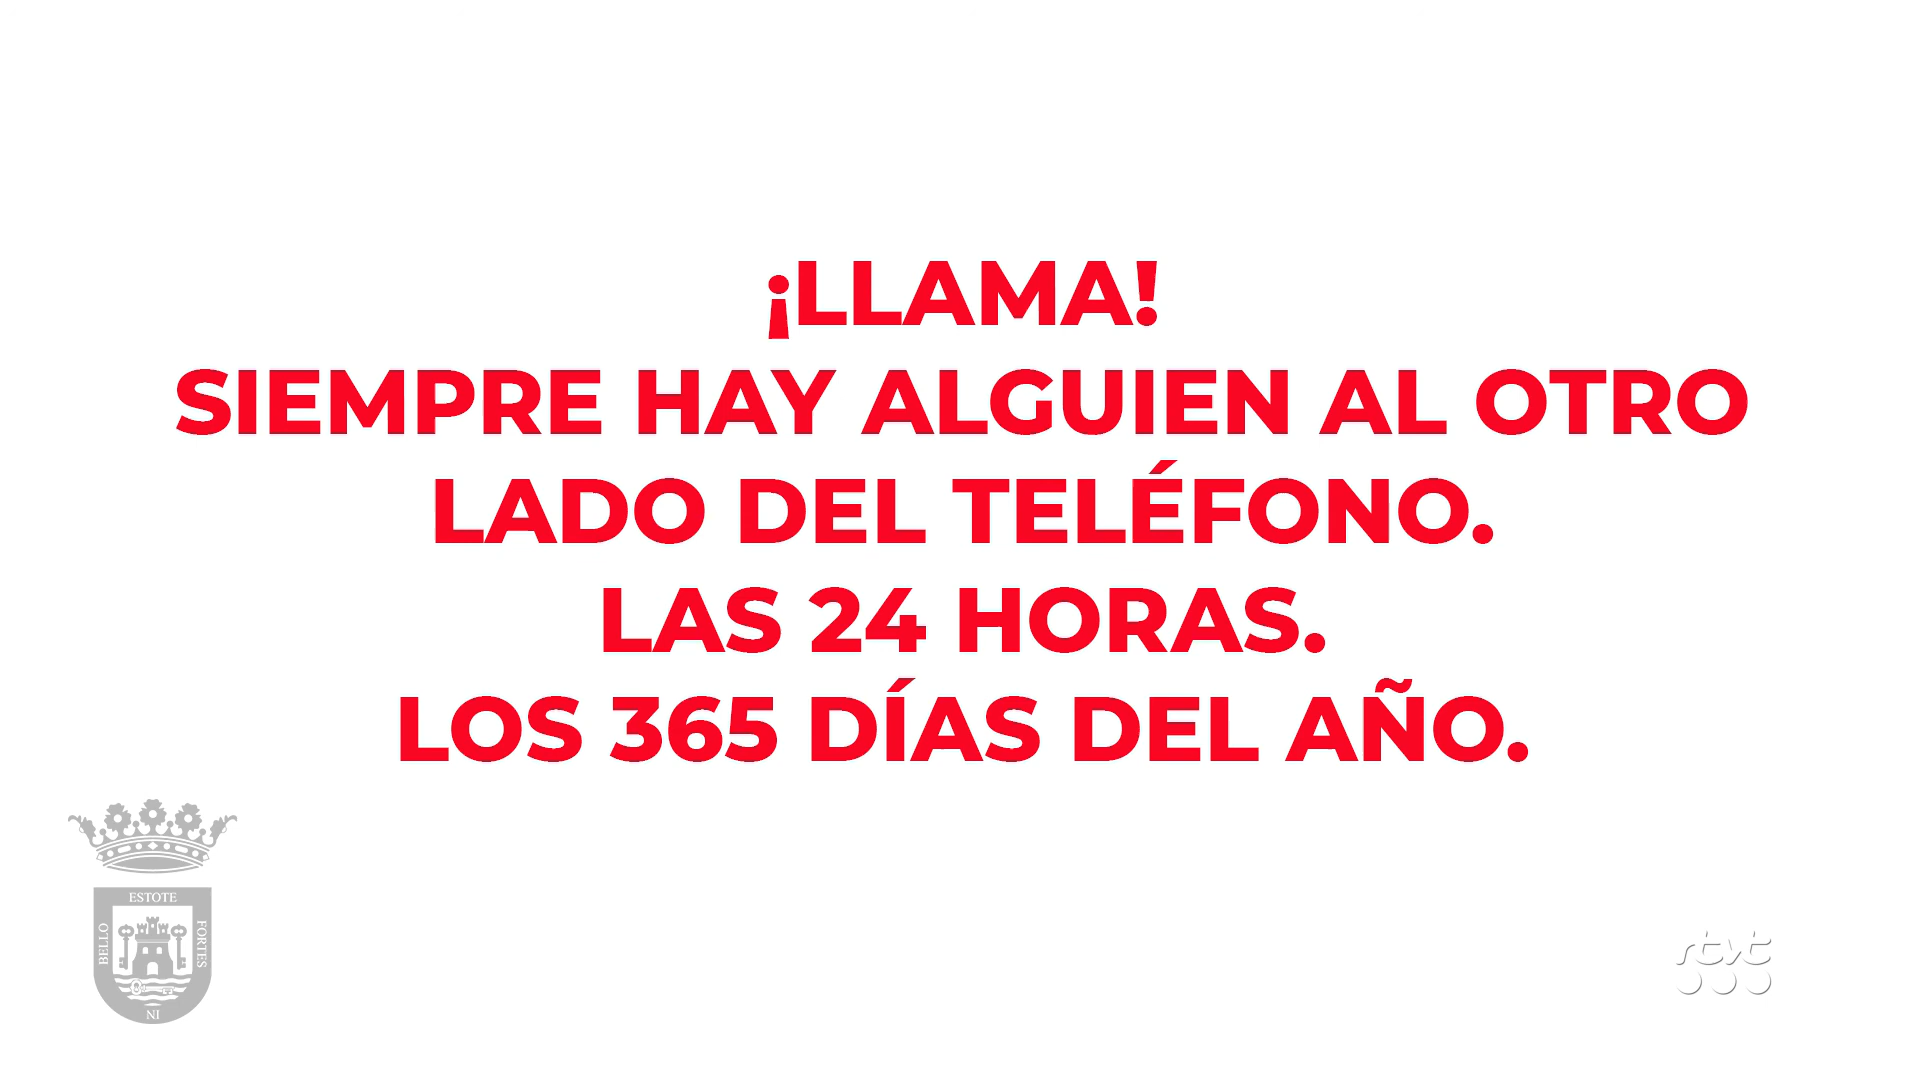 ¡LLAMA!
SIEMPRE HAY ALGUIEN AL OTRO
LADO DEL TELÉFONO.
LAS 24 HORAS.
LOS 365 DÍAS DEL AÑO.
ESTOTE
FORTES
IN
BELLO
rtvt